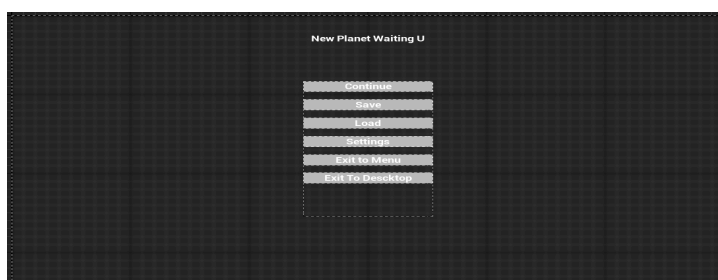 New Planet Waiting U
Continue
Save
Load
Settings
Exit to Menu
Exit To Descktop